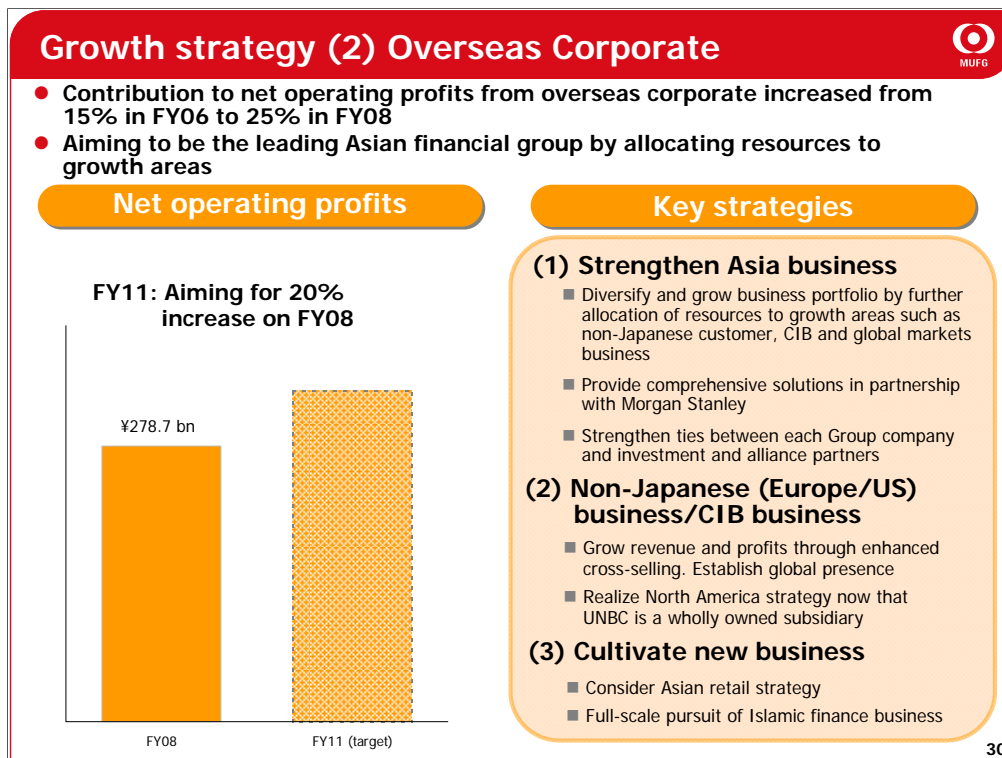 Growth strategy (2) Overseas Corporate
MUFG
● Contribution to net operating profits from overseas corporate increased from
15% in FY06 to 25% in FY08
● Aiming to be the leading Asian financial group by allocating resources to
growth areas
Net operating profits
FY11: Aiming for 20%
increase on FY08
¥278.7 bn
FY08
FY11 (target)
Key strategies
(1) Strengthen Asia business
■ Diversify and grow business portfolio by further
allocation of resources to growth areas such as
non-Japanese customer, CIB and global markets
business
■ Provide comprehensive solutions in partnership
with Morgan Stanley
■ Strengthen ties between each Group company
and investment and alliance partners
(2) Non-Japanese (Europe/US)
business/CIB business
■ Grow revenue and profits through enhanced
cross-selling. Establish global presence
■ Realize North America strategy now that
UNBC is a wholly owned subsidiary
(3) Cultivate new business
■ Consider Asian retail strategy
■ Full-scale pursuit of Islamic finance business
30